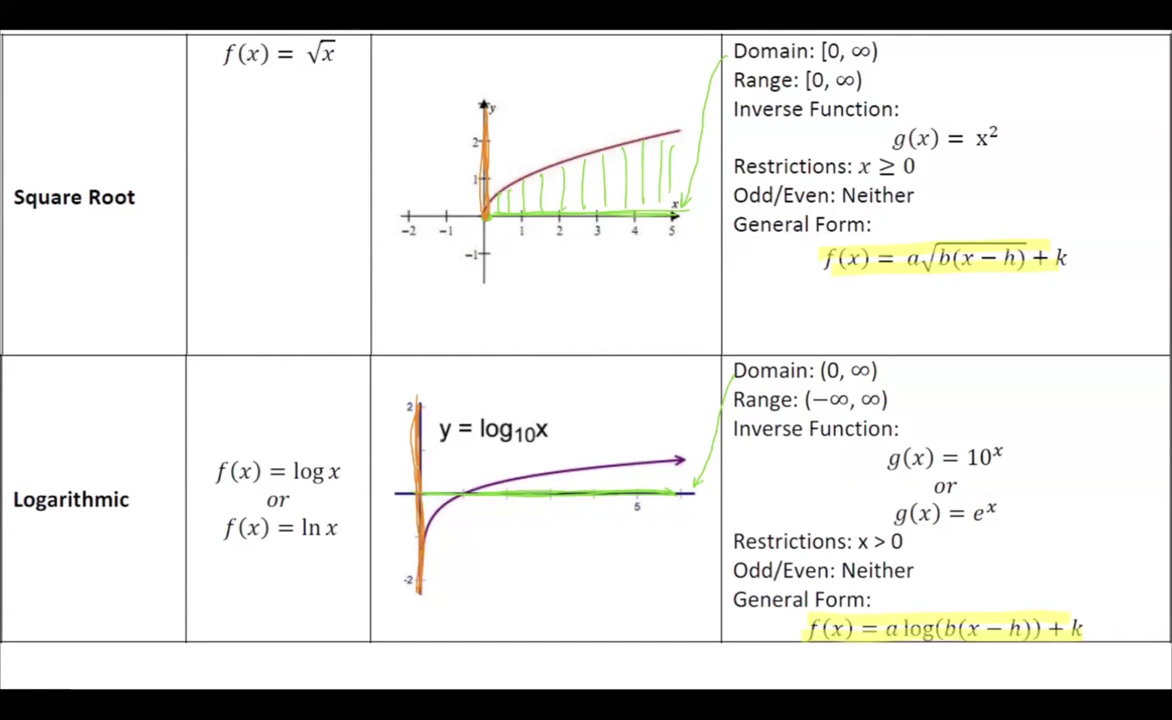 Square Root
f(x) = √x
y
2
1
x
-2
-1
1
2
3
4
5
-1
Domain: [0, ∞)
Range: [0, ∞)
Inverse Function:
g(x) = x²
Restrictions: x ≥ 0
Odd/Even: Neither
General Form:
f(x) = a√b(x − h) + k
Logarithmic
f(x) = log x
or
f(x) = ln x
2
y = log₁₀x
5
-2
Domain: (0, ∞)
Range: (−∞, ∞)
Inverse Function:
g(x) = 10ˣ
or
g(x) = eˣ
Restrictions: x > 0
Odd/Even: Neither
General Form:
f(x) = a log(b(x − h)) + k